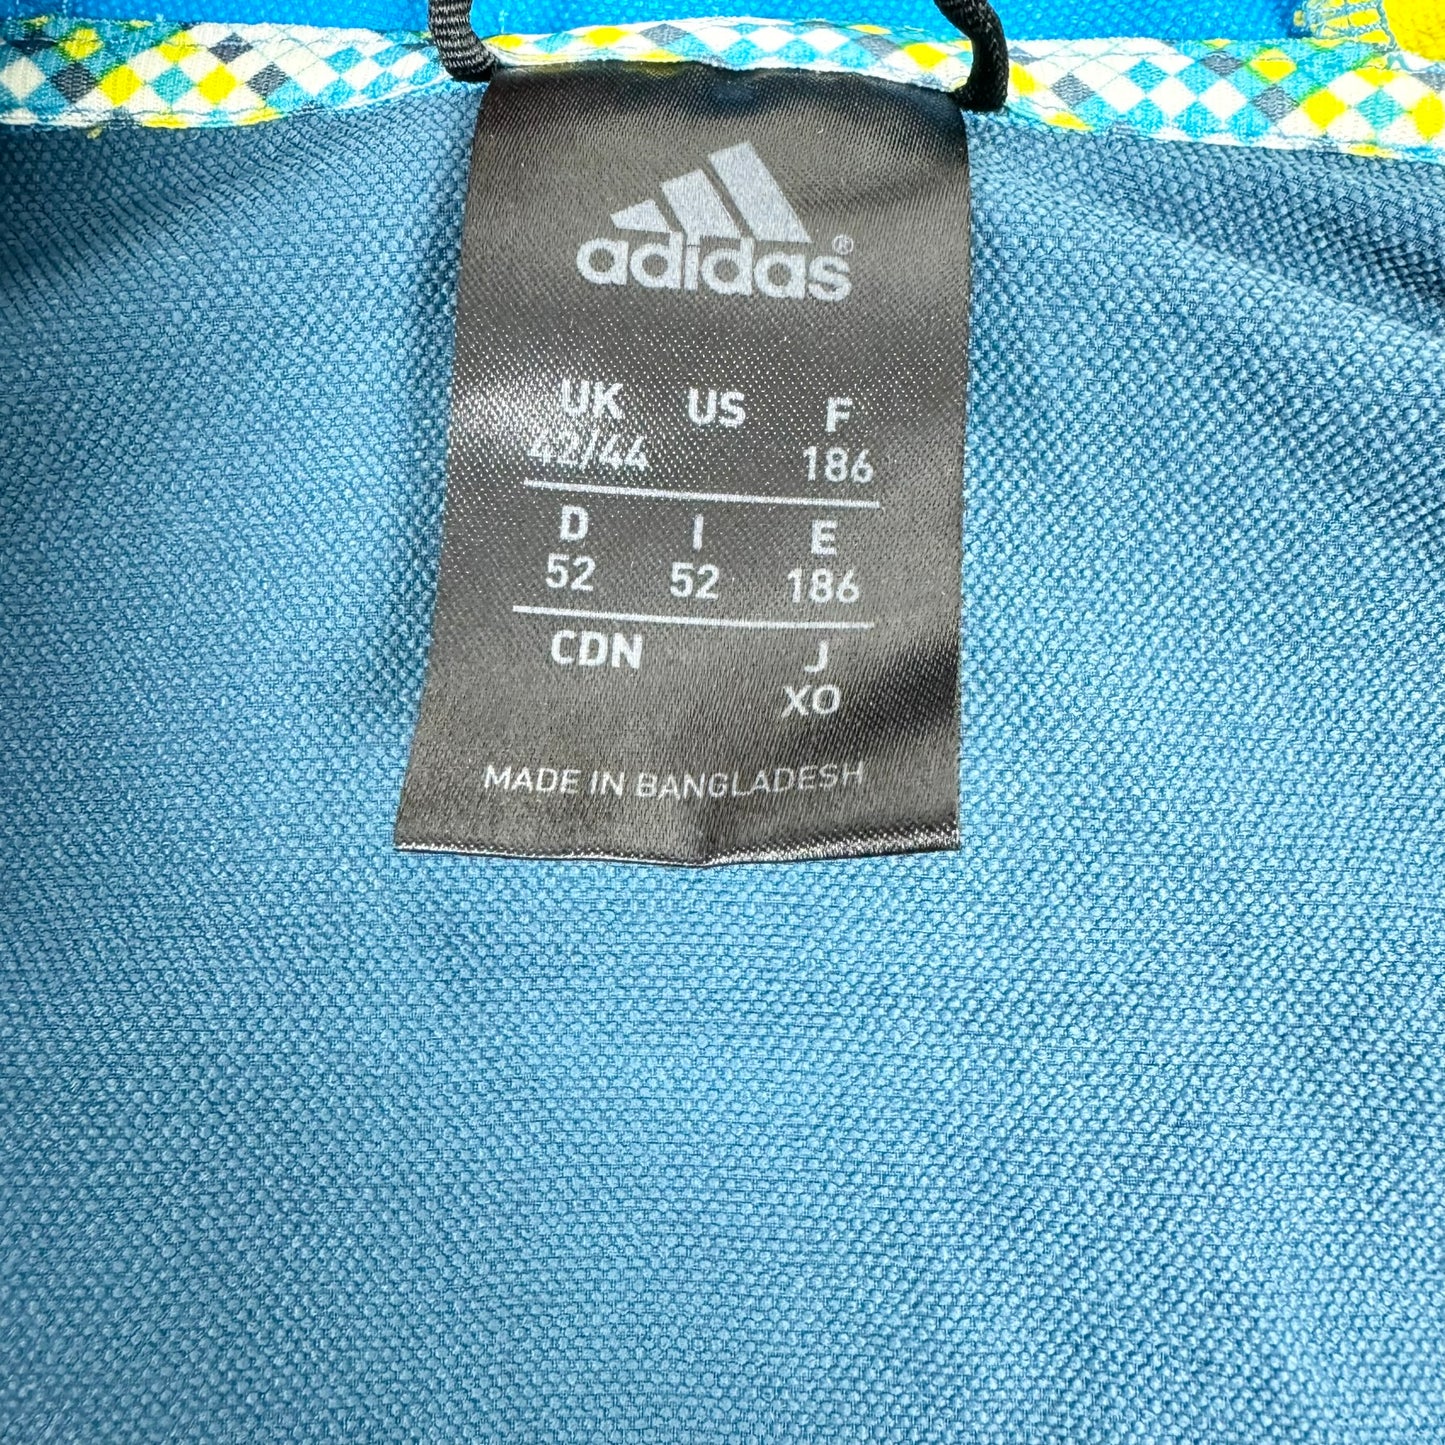 adidas®
UK US F
42/44 186
D I E
52 52 186
CDN J
XO
MADE IN BANGLADESH